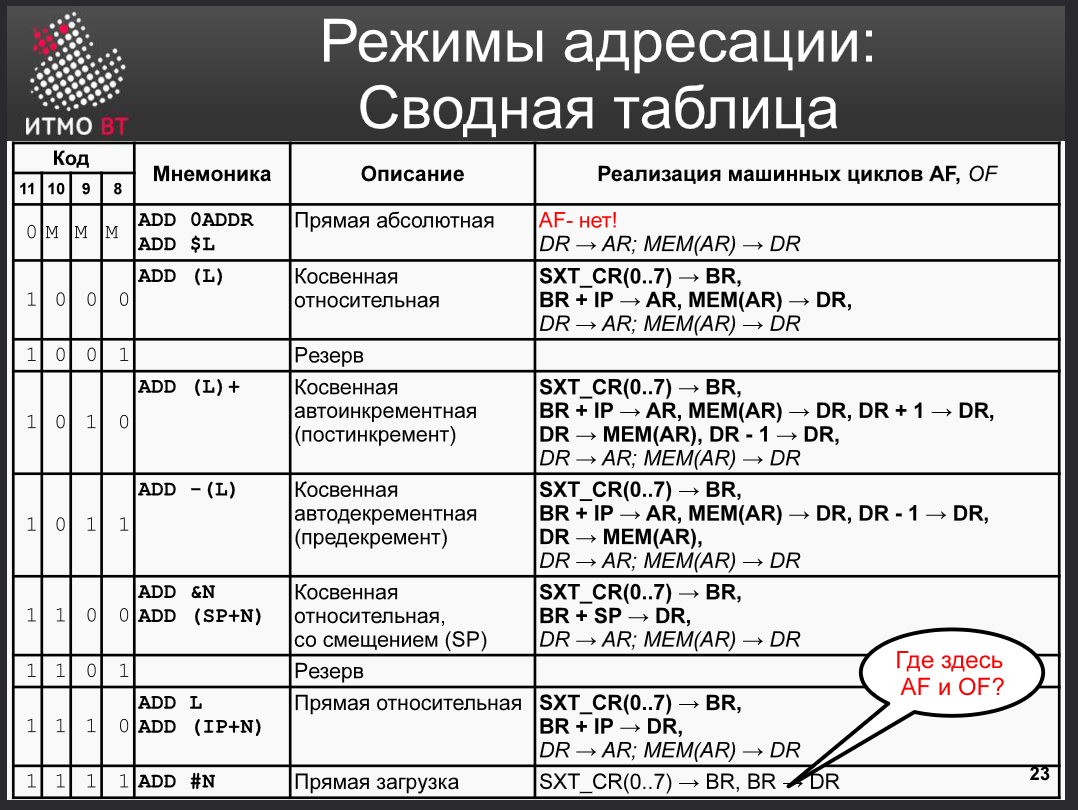 ИТМО ВТ
Режимы адресации:
Сводная таблица
Код
11 10 9 8
Мнемоника
Описание
Реализация машинных циклов AF, OF
0 M M M
ADD 0ADDR
ADD $L
Прямая абсолютная
AF- нет!
DR → AR; MEM(AR) → DR
1 0 0 0
ADD (L)
Косвенная
относительная
SXT_CR(0..7) → BR,
BR + IP → AR, MEM(AR) → DR,
DR → AR; MEM(AR) → DR
1 0 0 1
Резерв
1 0 1 0
ADD (L)+
Косвенная
автоинкрементная
(постинкремент)
SXT_CR(0..7) → BR,
BR + IP → AR, MEM(AR) → DR, DR + 1 → DR,
DR → MEM(AR), DR - 1 → DR,
DR → AR; MEM(AR) → DR
1 0 1 1
ADD -(L)
Косвенная
автодекрементная
(предекремент)
SXT_CR(0..7) → BR,
BR + IP → AR, MEM(AR) → DR, DR - 1 → DR,
DR → MEM(AR),
DR → AR; MEM(AR) → DR
1 1 0 0
ADD &N
ADD (SP+N)
Косвенная
относительная,
со смещением (SP)
SXT_CR(0..7) → BR,
BR + SP → DR,
DR → AR; MEM(AR) → DR
1 1 0 1
Резерв
1 1 1 0
ADD L
ADD (IP+N)
Прямая относительная
SXT_CR(0..7) → BR,
BR + IP → DR,
DR → AR; MEM(AR) → DR
1 1 1 1
ADD #N
Прямая загрузка
SXT_CR(0..7) → BR, BR → DR
Где здесь
AF и OF?
23